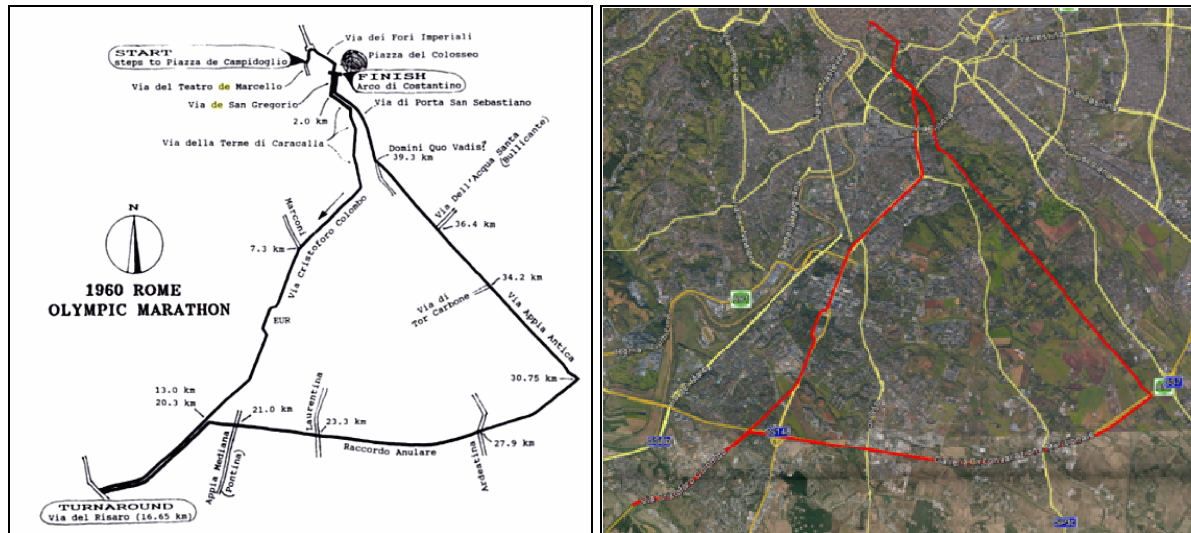 Via dei Fori Imperiali
START
steps to Piazza de Campidoglio
Piazza del Colosseo
FINISH
Arco di Costantino
Via del Teatro de Marcello
Via de San Gregorio
Via di Porta San Sebastiano
2.0 km
Via della Terme di Caracalla
Domini Quo Vadis?
39.3 km
Via Dell'Acqua Santa
(Bullicante)
36.4 km
Marconi
7.3 km
Via Cristoforo Colombo
N
1960 ROME
OLYMPIC MARATHON
34.2 km
Via di
Tor Carbone
Via Appia Antica
EUR
30.75 km
13.0 km
20.3 km
21.0 km
Laurentina
23.3 km
Raccordo Anulare
Ardeatina
27.9 km
Appia Mediana
(Pontina)
TURNAROUND
Via del Risaro (16.65 km)